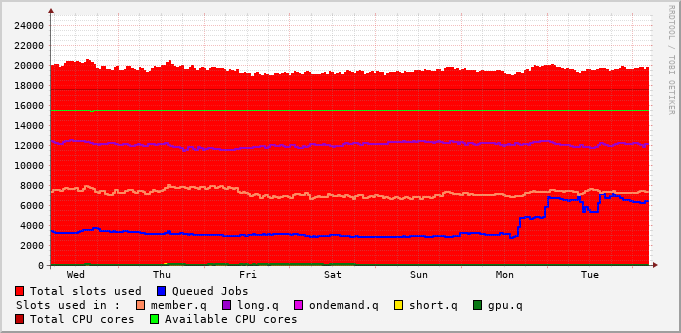 RRDTOOL / TOBI OETIKER
24000
22000
20000
18000
16000
14000
12000
10000
8000
6000
4000
2000
0
Wed Thu Fri Sat Sun Mon Tue
Total slots used Queued Jobs
Slots used in : member.q long.q ondemand.q short.q gpu.q
Total CPU cores Available CPU cores